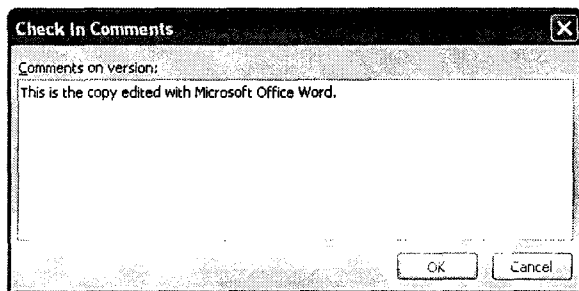 Check In Comments
Comments on version:
This is the copy edited with Microsoft Office Word.
OK
Cancel